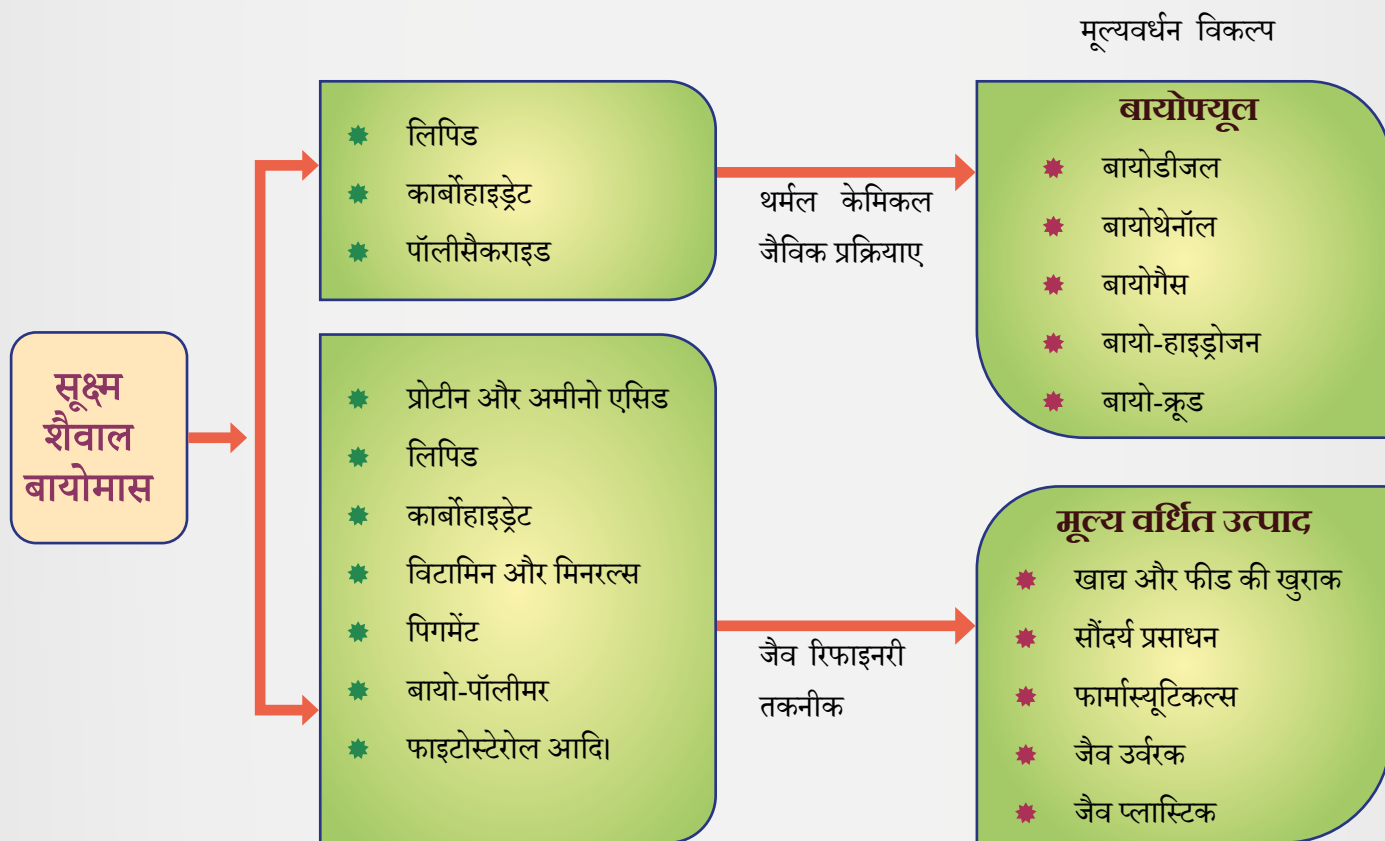 मूल्यवर्धन विकल्प
सूक्ष्म
शैवाल
बायोमास
लिपिड
कार्बोहाइड्रेट
पॉलीसैकराइड
थर्मल केमिकल
जैविक प्रक्रियाए
बायोफ्यूल
बायोडीजल
बायोथेनॉल
बायोगैस
बायो-हाइड्रोजन
बायो-क्रूड
प्रोटीन और अमीनो एसिड
लिपिड
कार्बोहाइड्रेट
विटामिन और मिनरल्स
पिगमेंट
बायो-पॉलीमर
फाइटोस्टेरोल आदि।
जैव रिफाइनरी
तकनीक
मूल्य वर्धित उत्पाद
खाद्य और फीड की खुराक
सौंदर्य प्रसाधन
फार्मास्यूटिकल्स
जैव उर्वरक
जैव प्लास्टिक